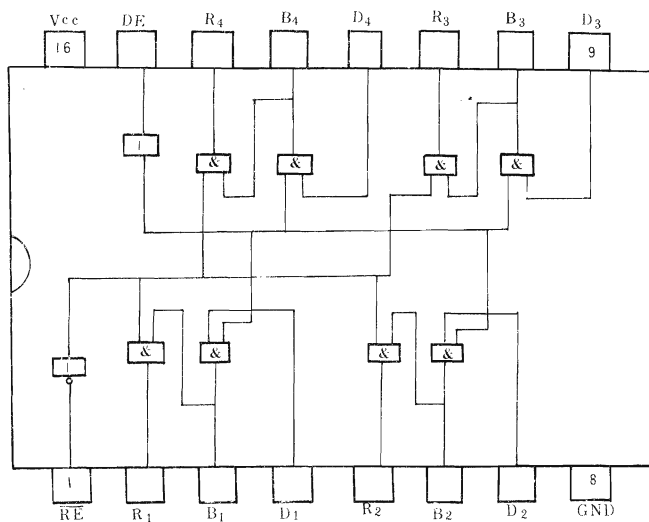 Vcc DE R4 B4 D4 R3 B3 D3
16 9
1
& & & &
& & & &
1
1 8
RE R1 B1 D1 R2 B2 D2 GND